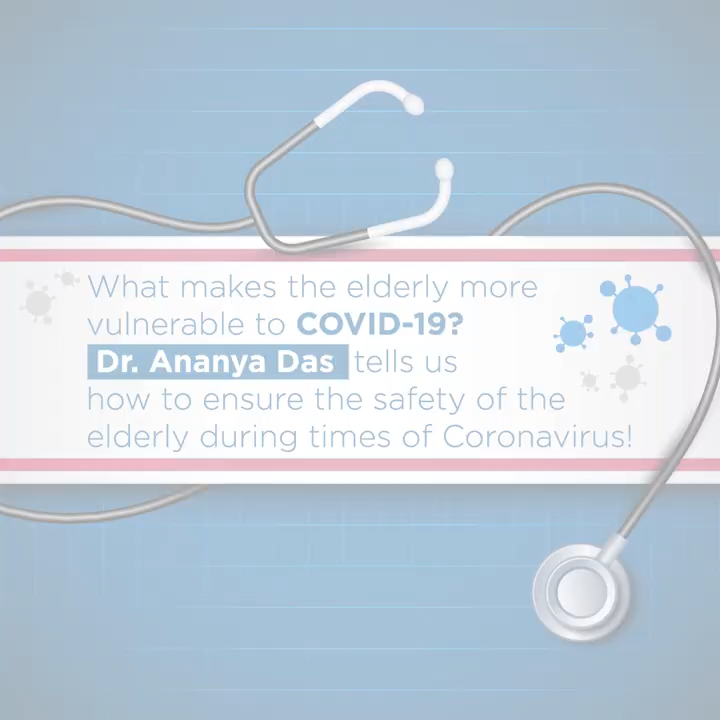 What makes the elderly more
vulnerable to COVID-19?
Dr. Ananya Das tells us
how to ensure the safety of the
elderly during times of Coronavirus!